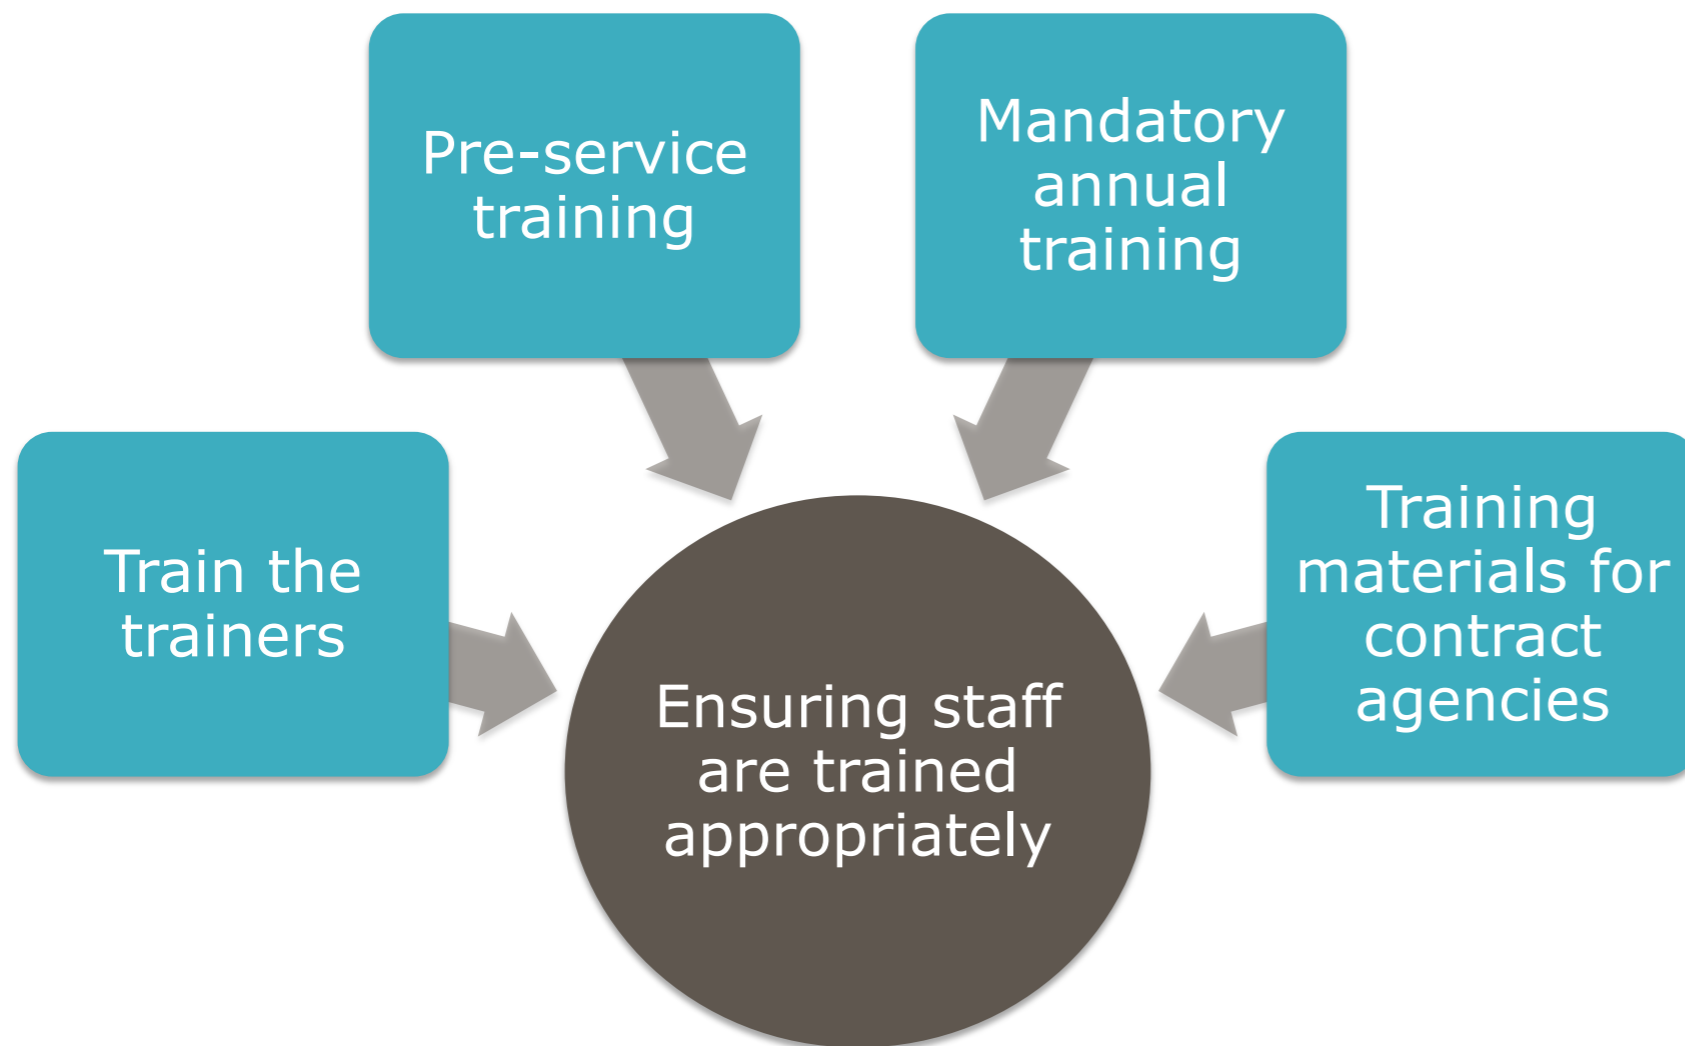 Pre-service
training
Mandatory
annual
training
Train the
trainers
Training
materials for
contract
agencies
Ensuring staff
are trained
appropriately